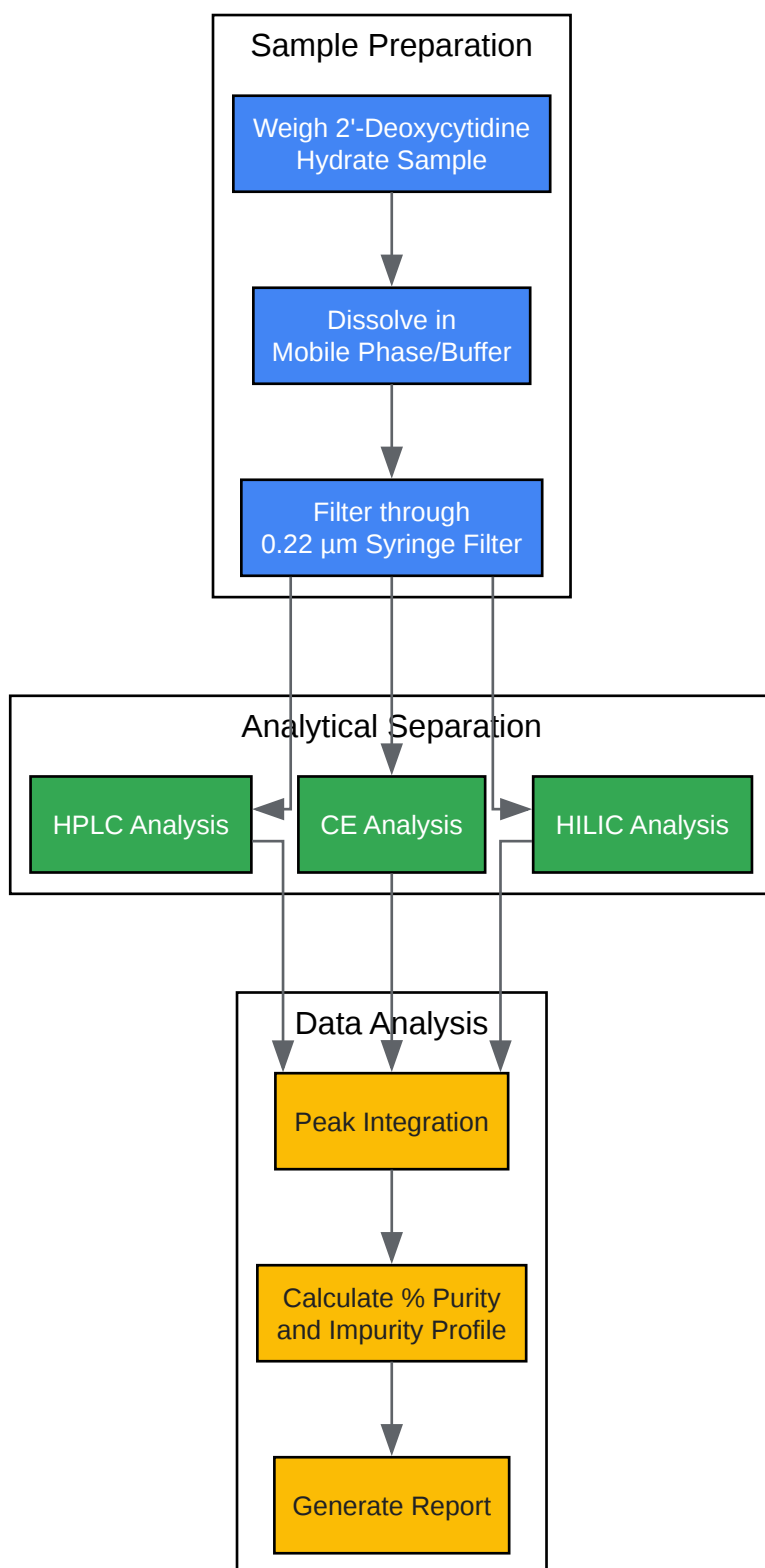 Sample Preparation
Weigh 2'-Deoxycytidine
Hydrate Sample
Dissolve in
Mobile Phase/Buffer
Filter through
0.22 µm Syringe Filter
Analytical Separation
HPLC Analysis
CE Analysis
HILIC Analysis
Data Analysis
Peak Integration
Calculate % Purity
and Impurity Profile
Generate Report